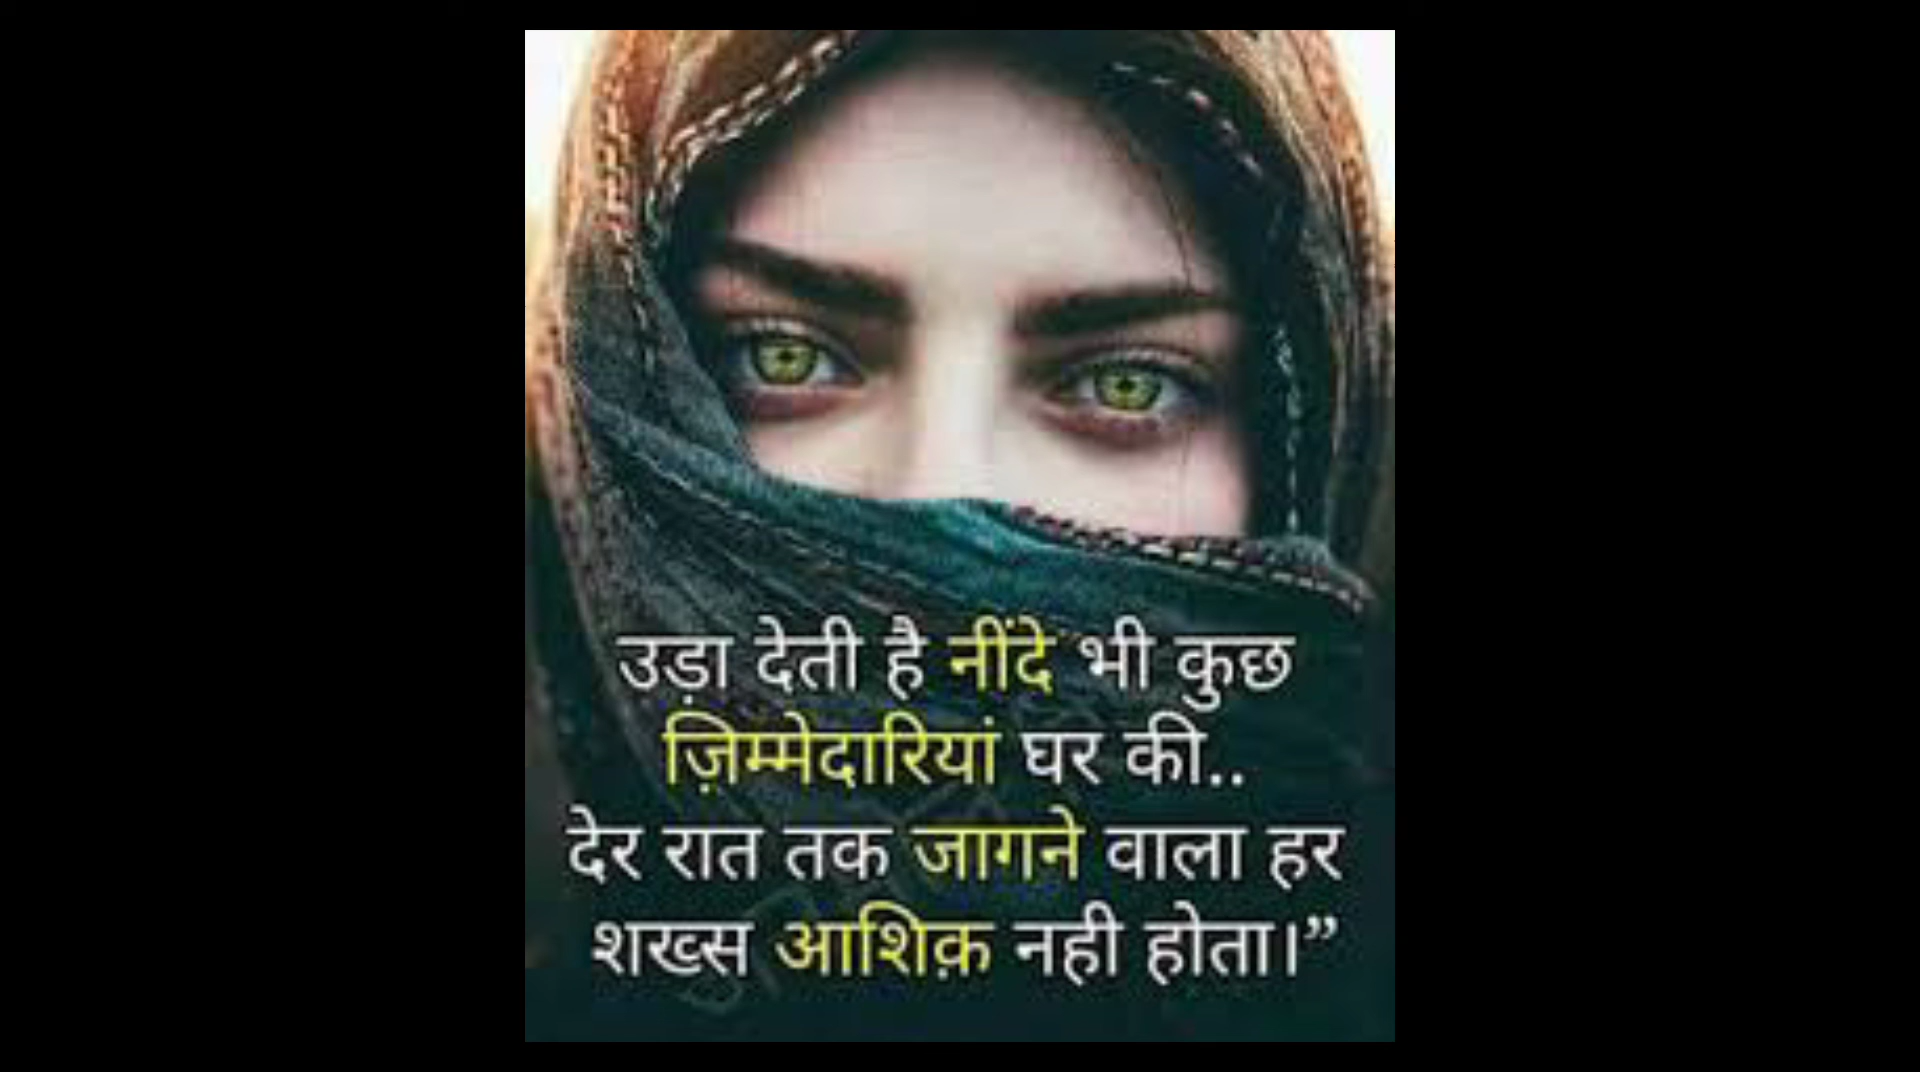 उड़ा देती है नींदे भी कुछ
ज़िम्मेदारियां घर की..
देर रात तक जागने वाला हर
शख्स आशिक़ नही होता।”